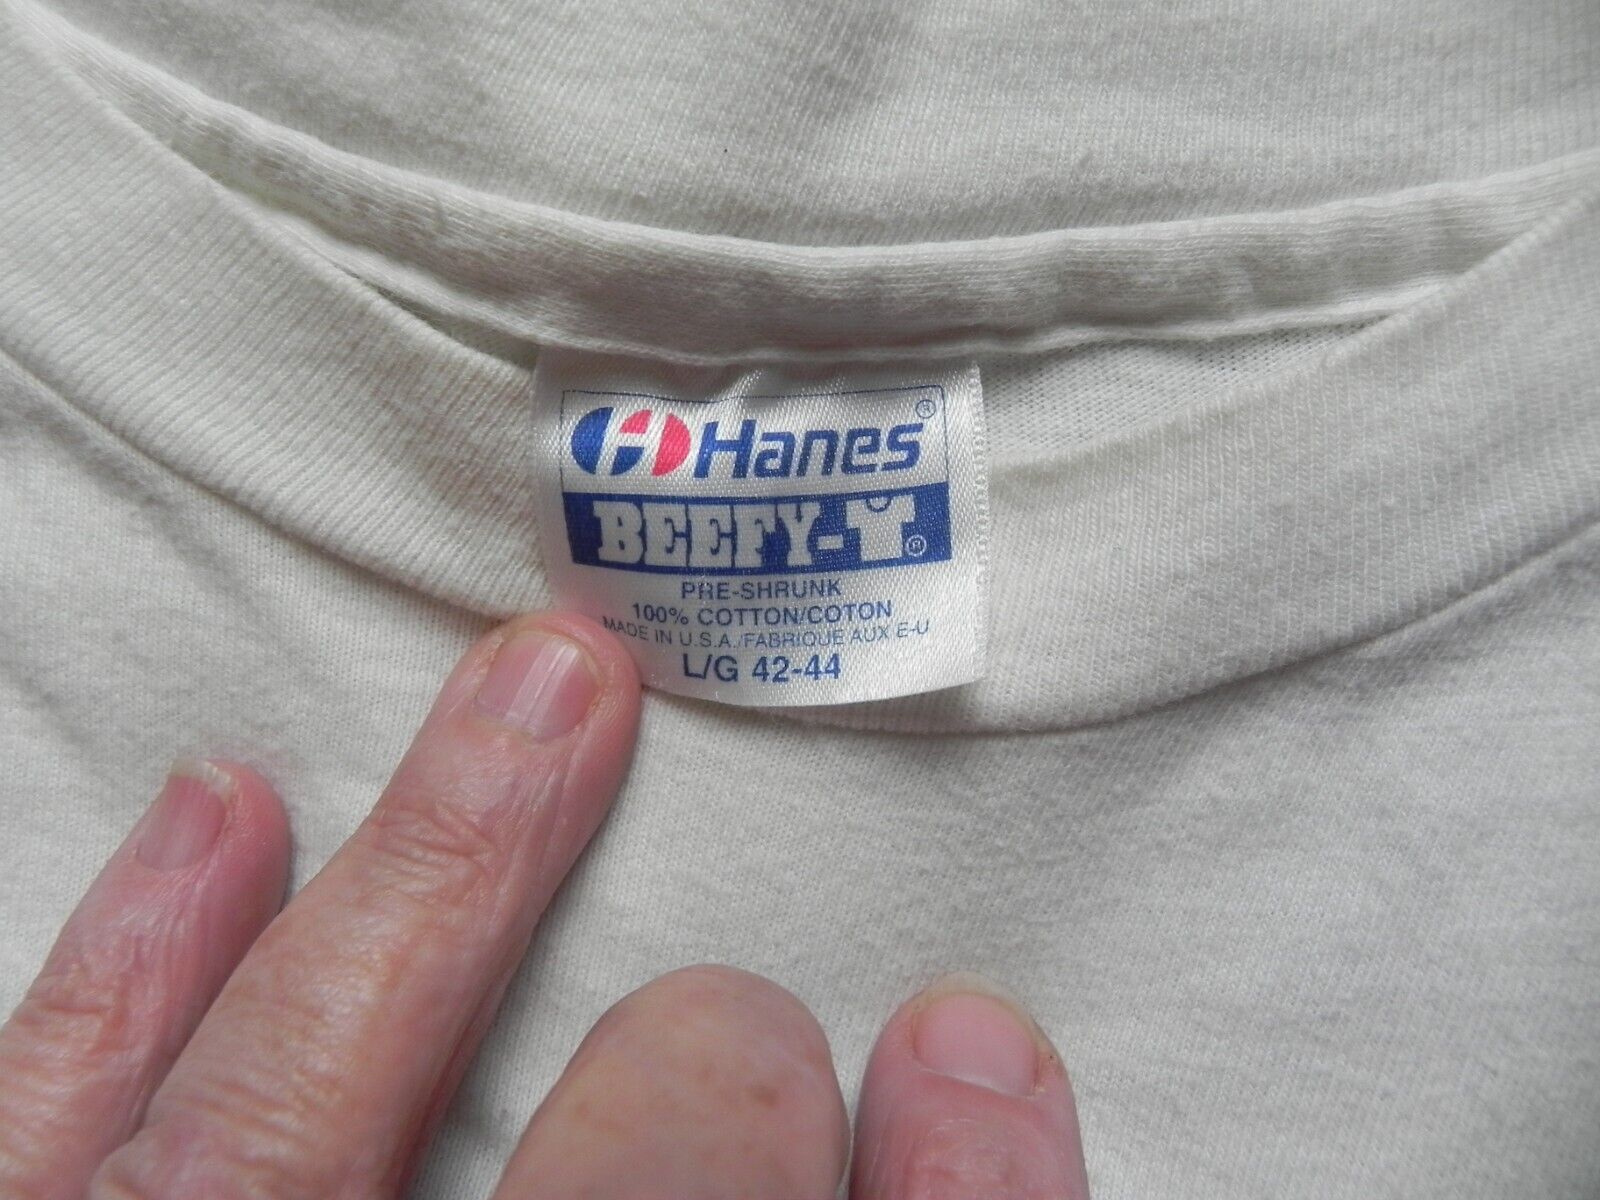 Hanes®
BEEFY-T®
PRE-SHRUNK
100% COTTON/COTON
MADE IN U.S.A./FABRIQUE AUX E-U
L/G 42-44